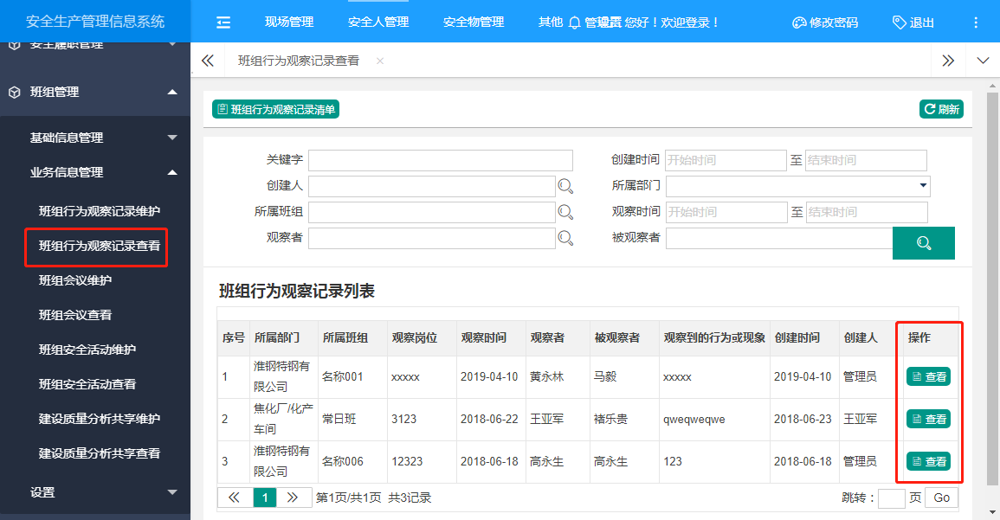 安全生产管理信息系统
现场管理 安全人管理 安全物管理 其他 您好！欢迎登录！ 修改密码 退出
安全履职管理
班组管理
基础信息管理
业务信息管理
班组行为观察记录维护
班组行为观察记录查看
班组会议维护
班组会议查看
班组安全活动维护
班组安全活动查看
建设质量分析共享维护
建设质量分析共享查看
设置
班组行为观察记录查看 ×
班组行为观察记录清单 刷新
关键字 创建时间 开始时间 至 结束时间
创建人 所属部门
所属班组 观察时间 开始时间 至 结束时间
观察者 被观察者
班组行为观察记录列表
序号 所属部门 所属班组 观察岗位 观察时间 观察者 被观察者 观察到的行为或现象 创建时间 创建人 操作
1 淮钢特钢有限公司 名称001 xxxxx 2019-04-10 黄永林 马毅 xxxxx 2019-04-10 管理员 查看
2 焦化厂/化产车间 常日班 3123 2018-06-22 王亚军 褚乐贵 qweqweqwe 2018-06-23 王亚军 查看
3 淮钢特钢有限公司 名称006 12323 2018-06-18 高永生 高永生 123 2018-06-18 管理员 查看
1 第1页/共1页 共3记录 跳转： 页 Go